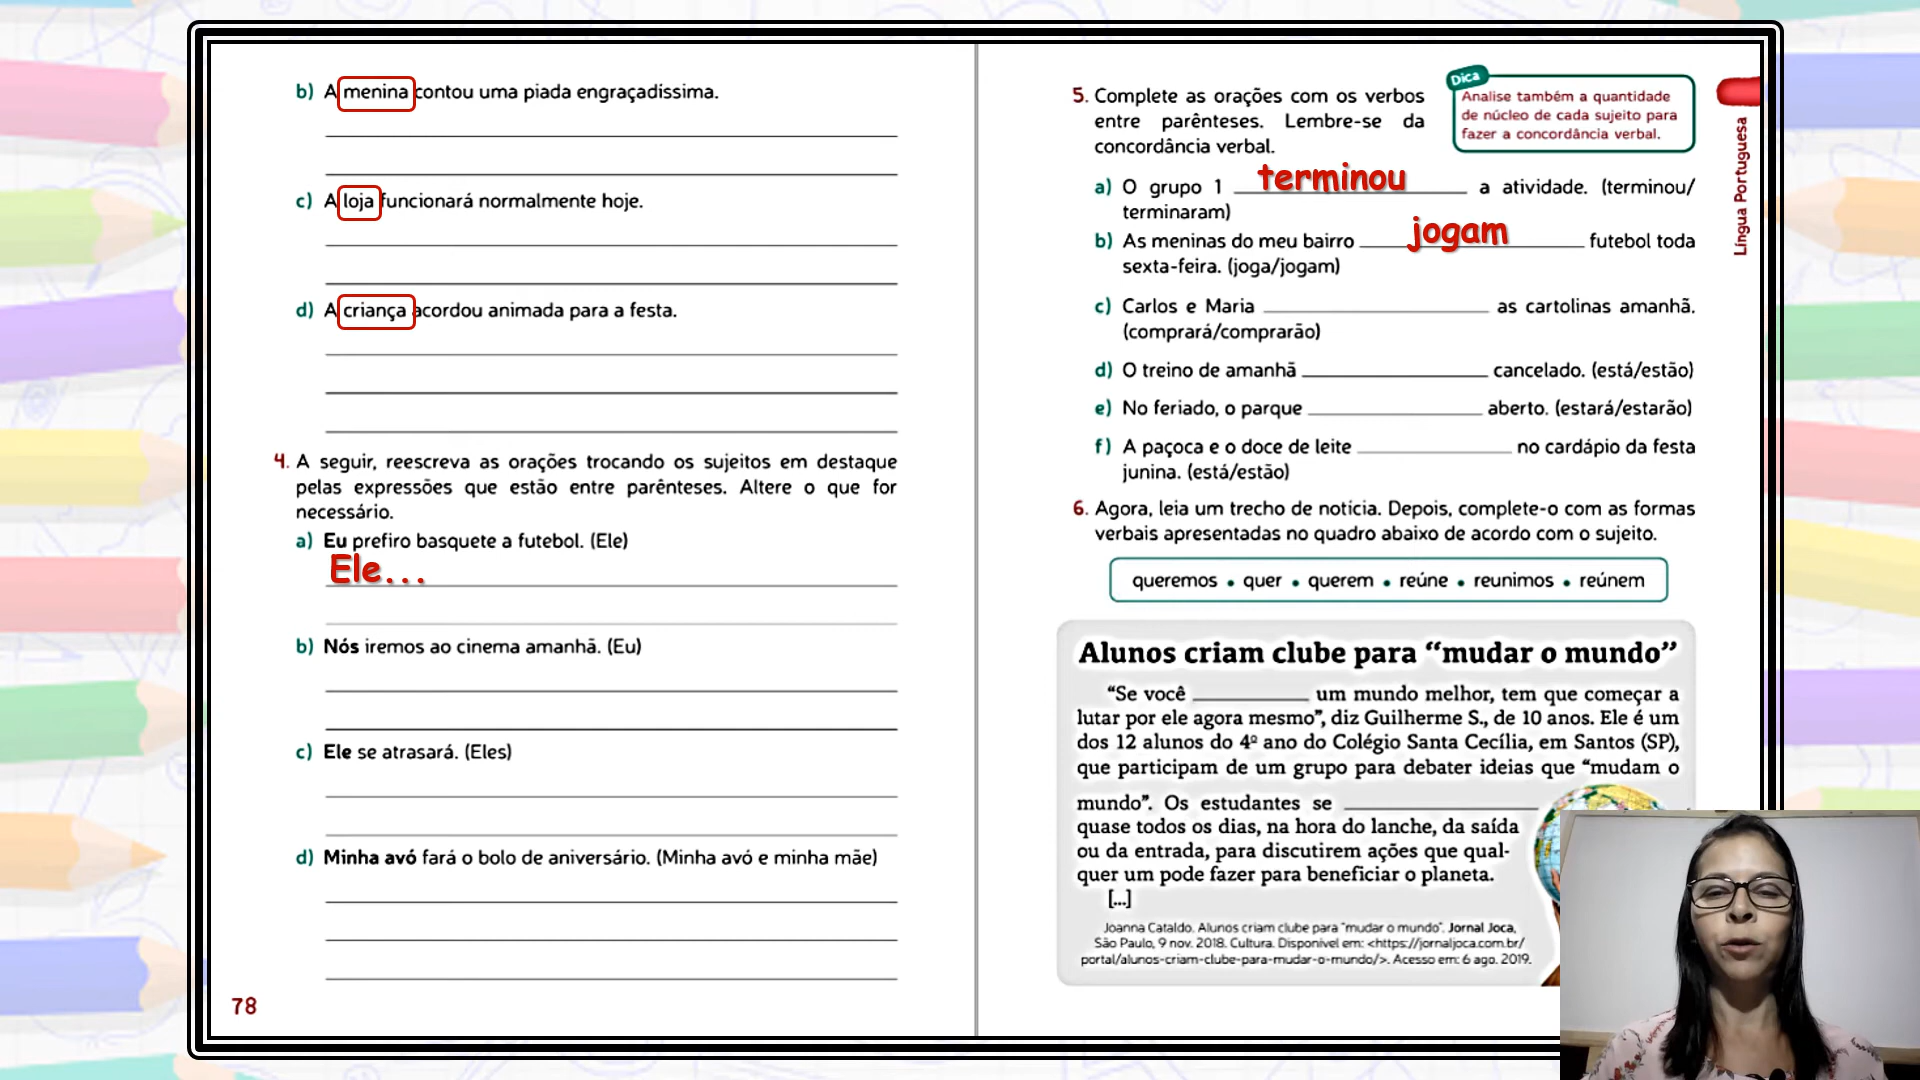 b) A menina contou uma piada engraçadíssima.
c) A loja funcionará normalmente hoje.
d) A criança acordou animada para a festa.
4. A seguir, reescreva as orações trocando os sujeitos em destaque
pelas expressões que estão entre parênteses. Altere o que for
necessário.
a) Eu prefiro basquete a futebol. (Ele)
Ele...
b) Nós iremos ao cinema amanhã. (Eu)
c) Ele se atrasará. (Eles)
d) Minha avó fará o bolo de aniversário. (Minha avó e minha mãe)
78
5. Complete as orações com os verbos
entre parênteses. Lembre-se da
concordância verbal.
Dica
Analise também a quantidade
de núcleo de cada sujeito para
fazer a concordância verbal.
Língua Portuguesa
a) O grupo 1 terminou a atividade. (terminou/
terminaram)
b) As meninas do meu bairro jogam futebol toda
sexta-feira. (joga/jogam)
c) Carlos e Maria ____ as cartolinas amanhã.
(comprará/comprarão)
d) O treino de amanhã ____ cancelado. (está/estão)
e) No feriado, o parque ____ aberto. (estará/estarão)
f) A paçoca e o doce de leite ____ no cardápio da festa
junina. (está/estão)
6. Agora, leia um trecho de notícia. Depois, complete-o com as formas
verbais apresentadas no quadro abaixo de acordo com o sujeito.
queremos • quer • querem • reúne • reunimos • reúnem
Alunos criam clube para “mudar o mundo”
“Se você ____ um mundo melhor, tem que começar a
lutar por ele agora mesmo”, diz Guilherme S., de 10 anos. Ele é um
dos 12 alunos do 4º ano do Colégio Santa Cecília, em Santos (SP),
que participam de um grupo para debater ideias que “mudam o
mundo”. Os estudantes se ____
quase todos os dias, na hora do lanche, da saída
ou da entrada, para discutirem ações que qual-
quer um pode fazer para beneficiar o planeta.
[...]
Joanna Cataldo. Alunos criam clube para “mudar o mundo”. Jornal Joca,
São Paulo, 9 nov. 2018. Cultura. Disponível em: <https://jornaljoca.com.br/
portal/alunos-criam-clube-para-mudar-o-mundo/>. Acesso em: 6 ago. 2019.